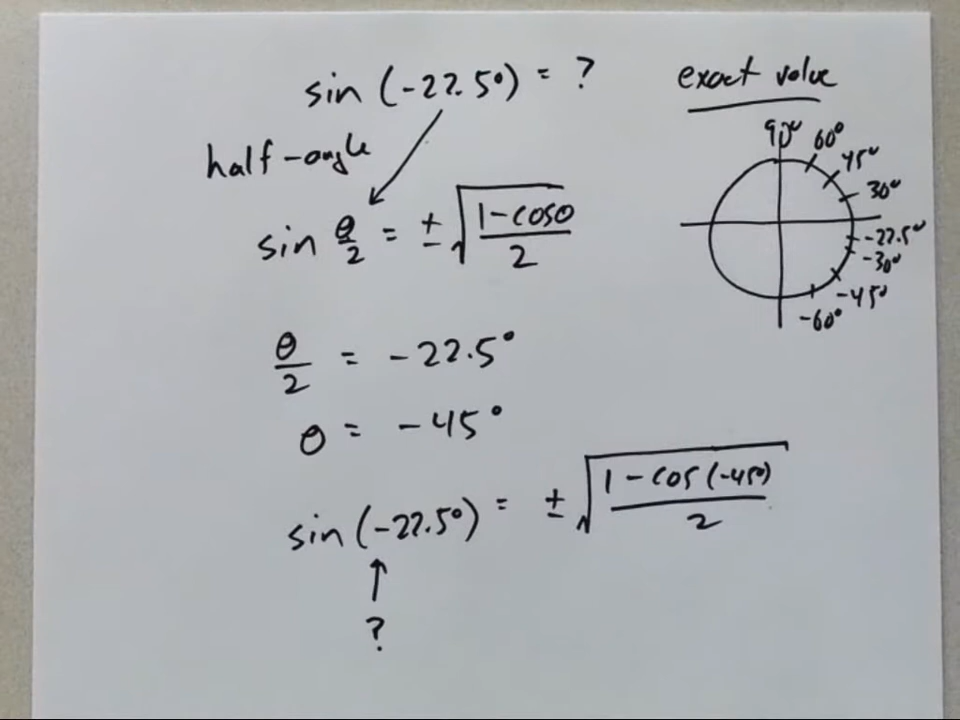 sin (-22.5°) = ?
exact value
half-angle
sin θ/2 = ± √((1-cosθ)/2)
90°
60°
45°
30°
-22.5°
-30°
-45°
-60°
θ/2 = -22.5°
θ = -45°
sin (-22.5°) = ± √((1-cos(-45°))/2)
↑
?